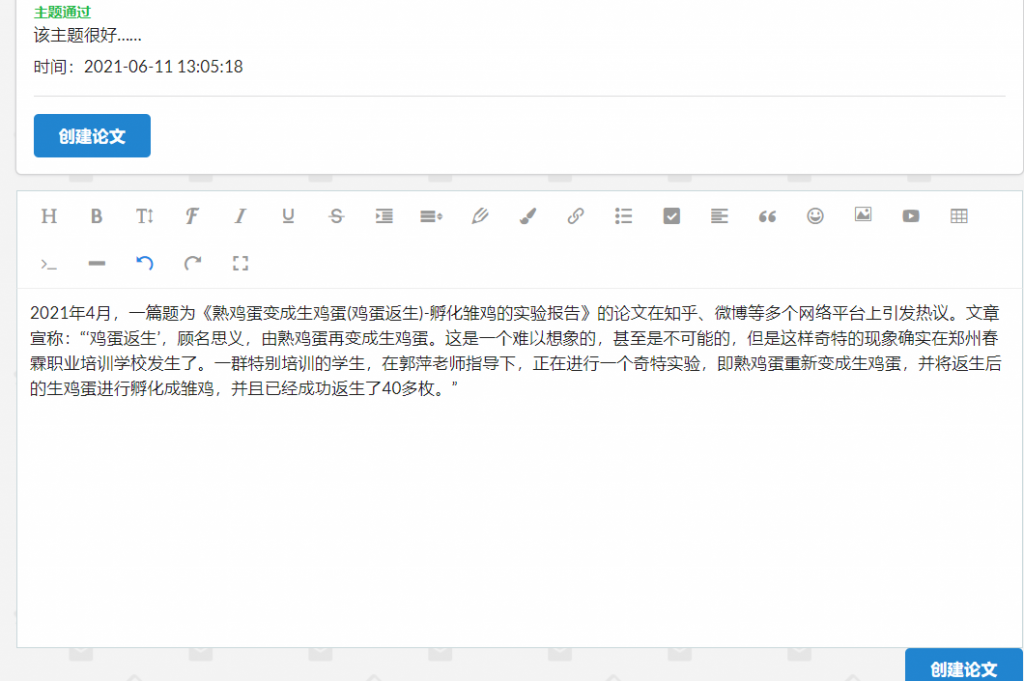 主题通过
该主题很好……
时间：2021-06-11 13:05:18
创建论文
2021年4月，一篇题为《熟鸡蛋变成生鸡蛋(鸡蛋返生)-孵化雏鸡的实验报告》的论文在知乎、微博等多个网络平台上引发热议。文章
宣称：“‘鸡蛋返生’，顾名思义，由熟鸡蛋再变成生鸡蛋。这是一个难以想象的，甚至是不可能的，但是这样奇特的现象确实在郑州春
霖职业培训学校发生了。一群特别培训的学生，在郭萍老师指导下，正在进行一个奇特实验，即熟鸡蛋重新变成生鸡蛋，并将返生后
的生鸡蛋进行孵化成雏鸡，并且已经成功返生了40多枚。”
创建论文